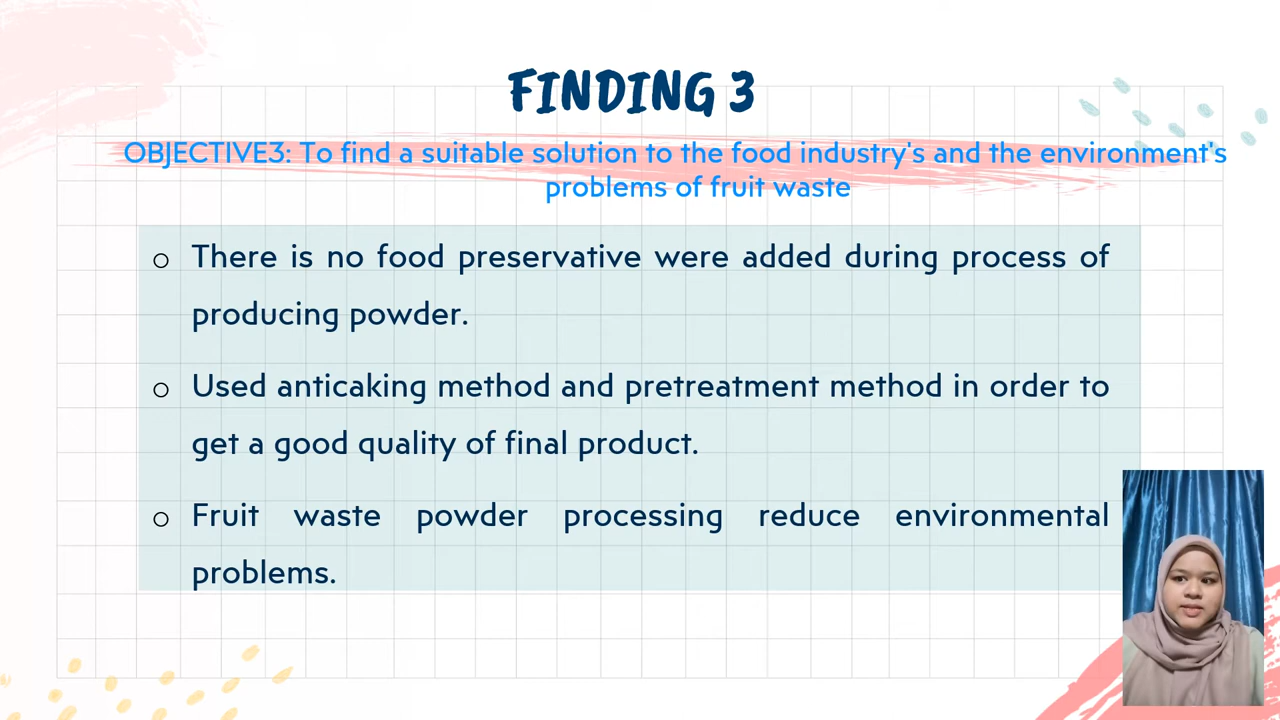 FINDING 3
OBJECTIVE3: To find a suitable solution to the food industry's and the environment's
problems of fruit waste
○ There is no food preservative were added during process of
producing powder.
○ Used anticaking method and pretreatment method in order to
get a good quality of final product.
○ Fruit waste powder processing reduce environmental
problems.